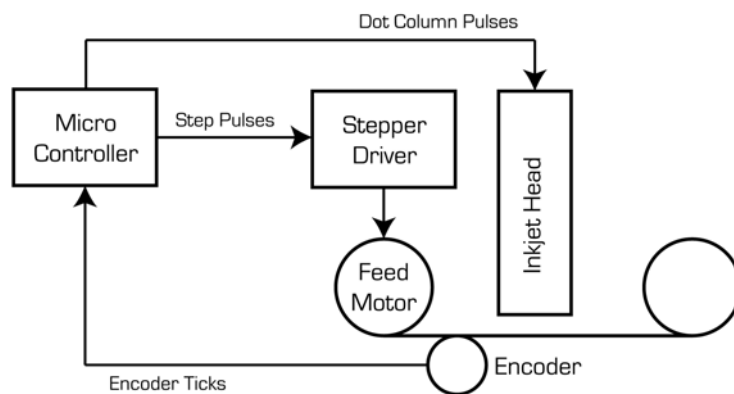 Dot Column Pulses
Micro
Controller
Step Pulses
Stepper
Driver
Inkjet Head
Feed
Motor
Encoder
Encoder Ticks